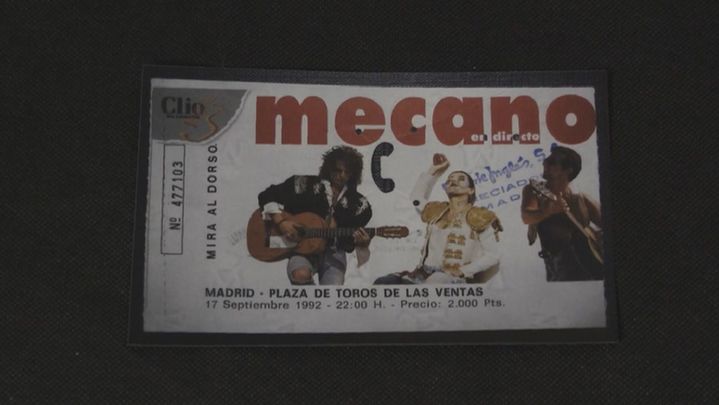 Clio
mecano
en directo
Nº 477103
MIRA AL DORSO
Inglés, S.A.
MADRID - PLAZA DE TOROS DE LAS VENTAS
17 Septiembre 1992 - 22:00 H. - Precio: 2.000 Pts.